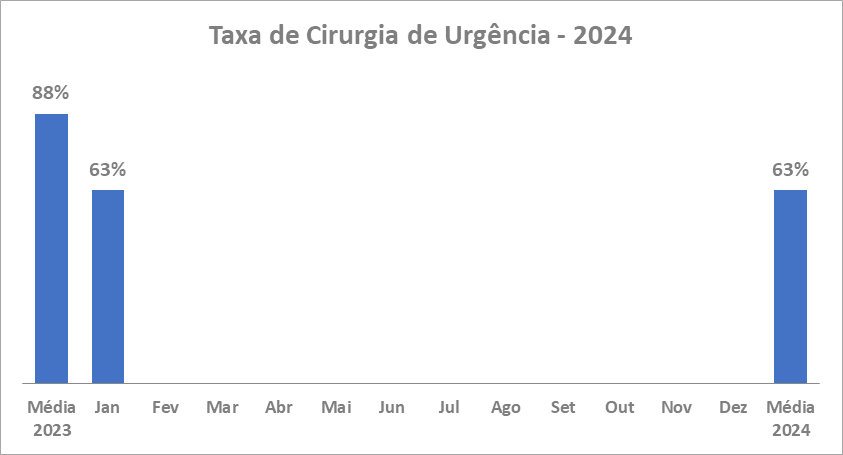 Taxa de Cirurgia de Urgência - 2024
88%
63%
63%
Média Jan Fev Mar Abr Mai Jun Jul Ago Set Out Nov Dez Média
2023 2024